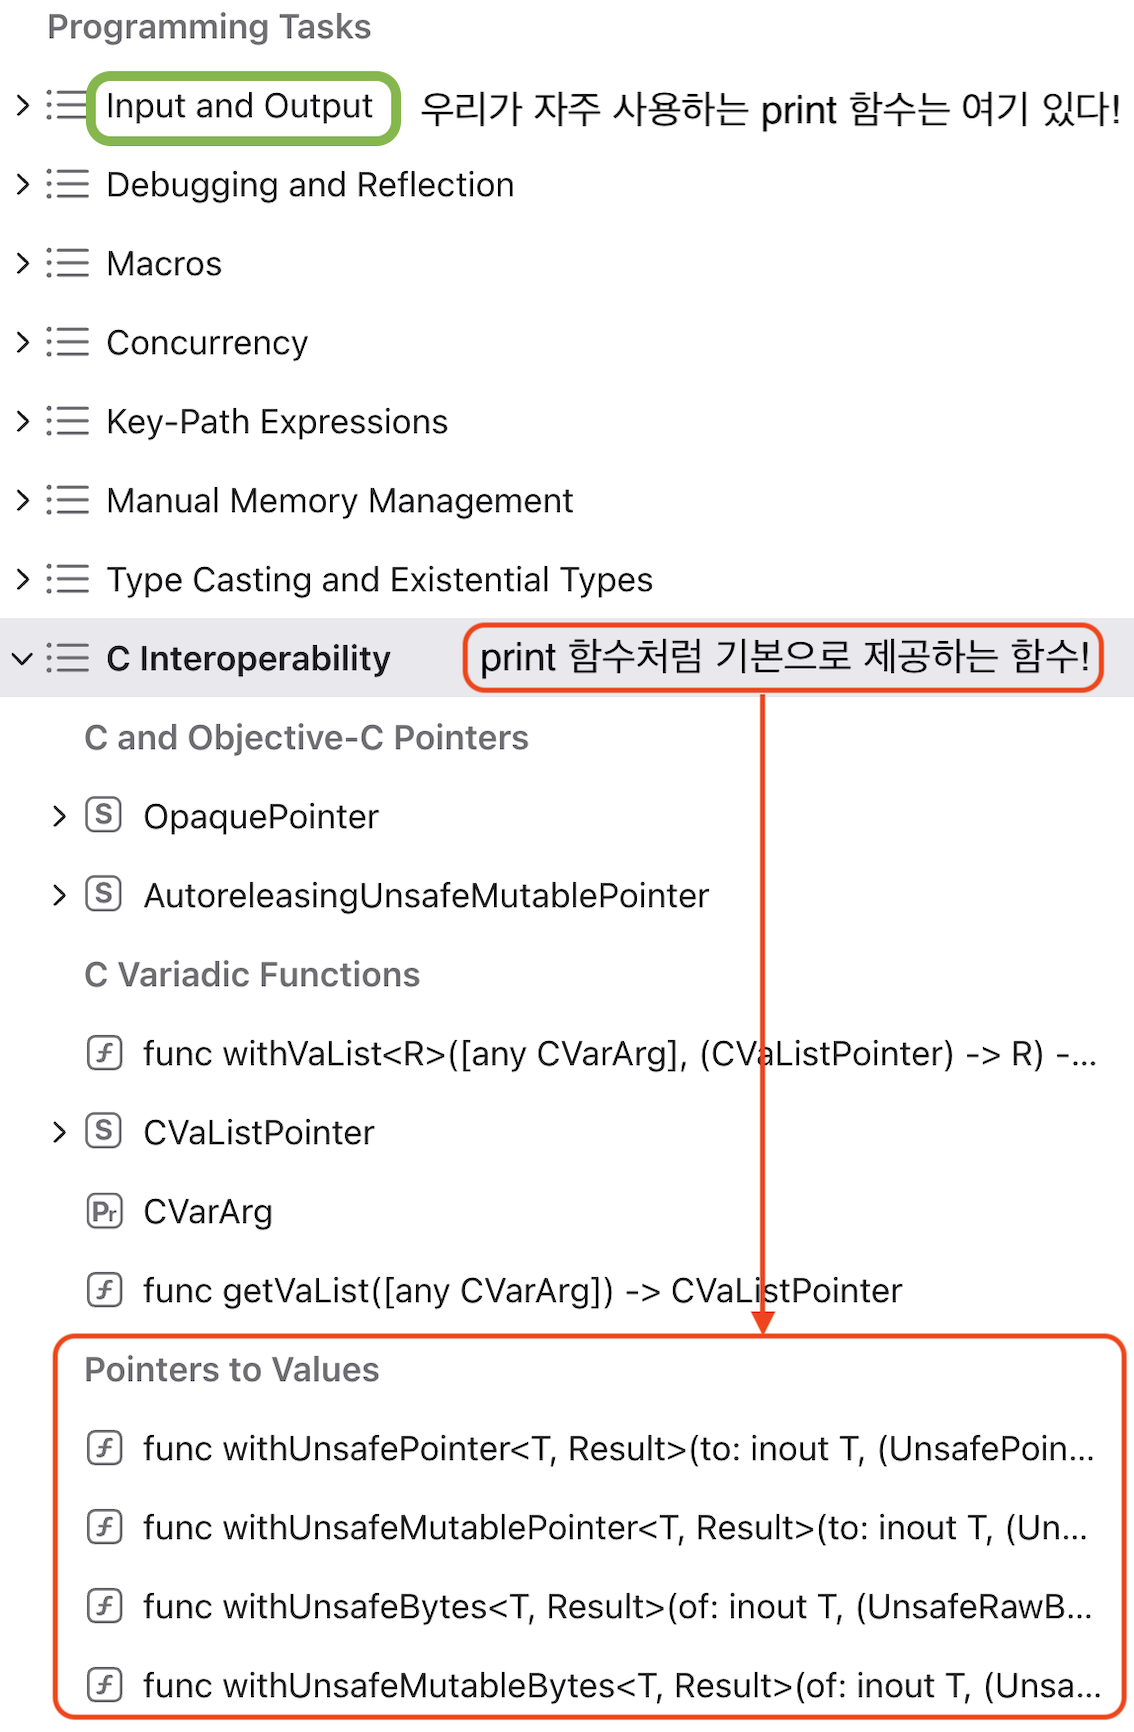 Programming Tasks
Input and Output 우리가 자주 사용하는 print 함수는 여기 있다!
Debugging and Reflection
Macros
Concurrency
Key-Path Expressions
Manual Memory Management
Type Casting and Existential Types
C Interoperability print 함수처럼 기본으로 제공하는 함수!
C and Objective-C Pointers
S OpaquePointer
S AutoreleasingUnsafeMutablePointer
C Variadic Functions
f func withVaList<R>([any CVarArg], (CVaListPointer) -> R) -...
S CVaListPointer
Pr CVarArg
f func getVaList([any CVarArg]) -> CVaListPointer
Pointers to Values
f func withUnsafePointer<T, Result>(to: inout T, (UnsafePoin...
f func withUnsafeMutablePointer<T, Result>(to: inout T, (Un...
f func withUnsafeBytes<T, Result>(of: inout T, (UnsafeRawB...
f func withUnsafeMutableBytes<T, Result>(of: inout T, (Unsa...